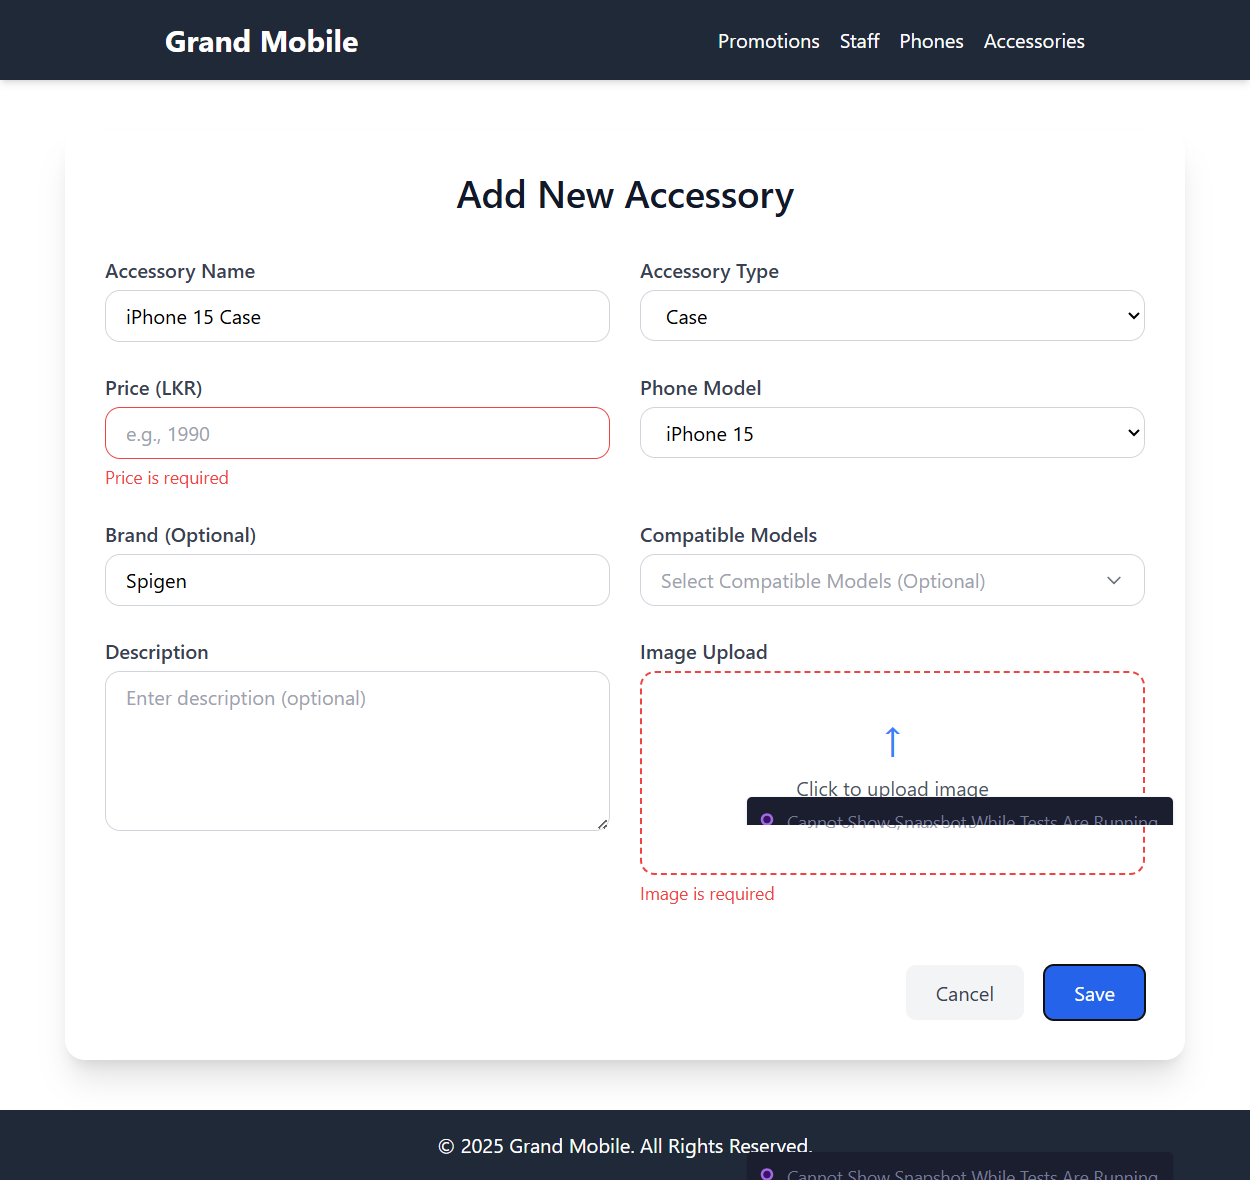 Grand Mobile
Promotions Staff Phones Accessories
Add New Accessory
Accessory Name
iPhone 15 Case
Accessory Type
Case
Price (LKR)
e.g., 1990
Price is required
Phone Model
iPhone 15
Brand (Optional)
Spigen
Compatible Models
Select Compatible Models (Optional)
Description
Enter description (optional)
Image Upload
↑
Click to upload image
Cannot Show Snapshot While Tests Are Running
Image is required
Cancel
Save
© 2025 Grand Mobile. All Rights Reserved.
Cannot Show Snapshot While Tests Are Running